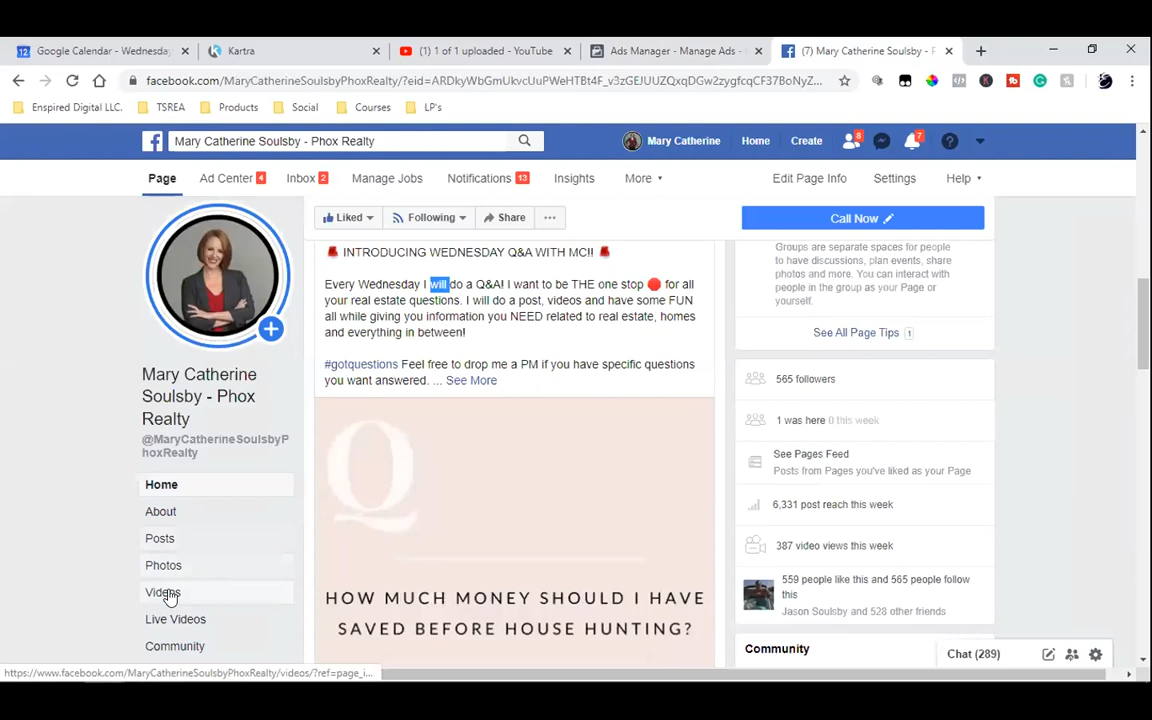 Google Calendar - Wednesday
Kartra
(1) 1 of 1 uploaded - YouTube
Ads Manager - Manage Ads -
(7) Mary Catherine Soulsby - P
facebook.com/MaryCatherineSoulsbyPhoxRealty/?eid=ARDkyWbGmUkvcUuPWeHTBt4F_v3zGEJUUZQxqDGw2zygfcqCF37BoNyZ...
Enspired Digital LLC.
TSREA
Products
Social
Courses
LP's
Mary Catherine Soulsby - Phox Realty
Mary Catherine
Home
Create
8
7
Page
Ad Center 4
Inbox 2
Manage Jobs
Notifications 13
Insights
More
Edit Page Info
Settings
Help
Liked
Following
Share
...
Call Now
Mary Catherine
Soulsby - Phox
Realty
@MaryCatherineSoulsbyP
hoxRealty
Home
About
Posts
Photos
Videos
Live Videos
Community
INTRODUCING WEDNESDAY Q&A WITH MC!!
Every Wednesday I will do a Q&A! I want to be THE one stop 🛑 for all
your real estate questions. I will do a post, videos and have some FUN
all while giving you information you NEED related to real estate, homes
and everything in between!
#gotquestions Feel free to drop me a PM if you have specific questions
you want answered. ... See More
Q
HOW MUCH MONEY SHOULD I HAVE
SAVED BEFORE HOUSE HUNTING?
Groups are separate spaces for people
to have discussions, plan events, share
photos and more. You can interact with
people in the group as your Page or
yourself.
See All Page Tips 1
565 followers
1 was here 0 this week
See Pages Feed
Posts from Pages you've liked as your Page
6,331 post reach this week
387 video views this week
559 people like this and 565 people follow
this
Jason Soulsby and 528 other friends
Community
Chat (289)
https://www.facebook.com/MaryCatherineSoulsbyPhoxRealty/videos/?ref=page_i...